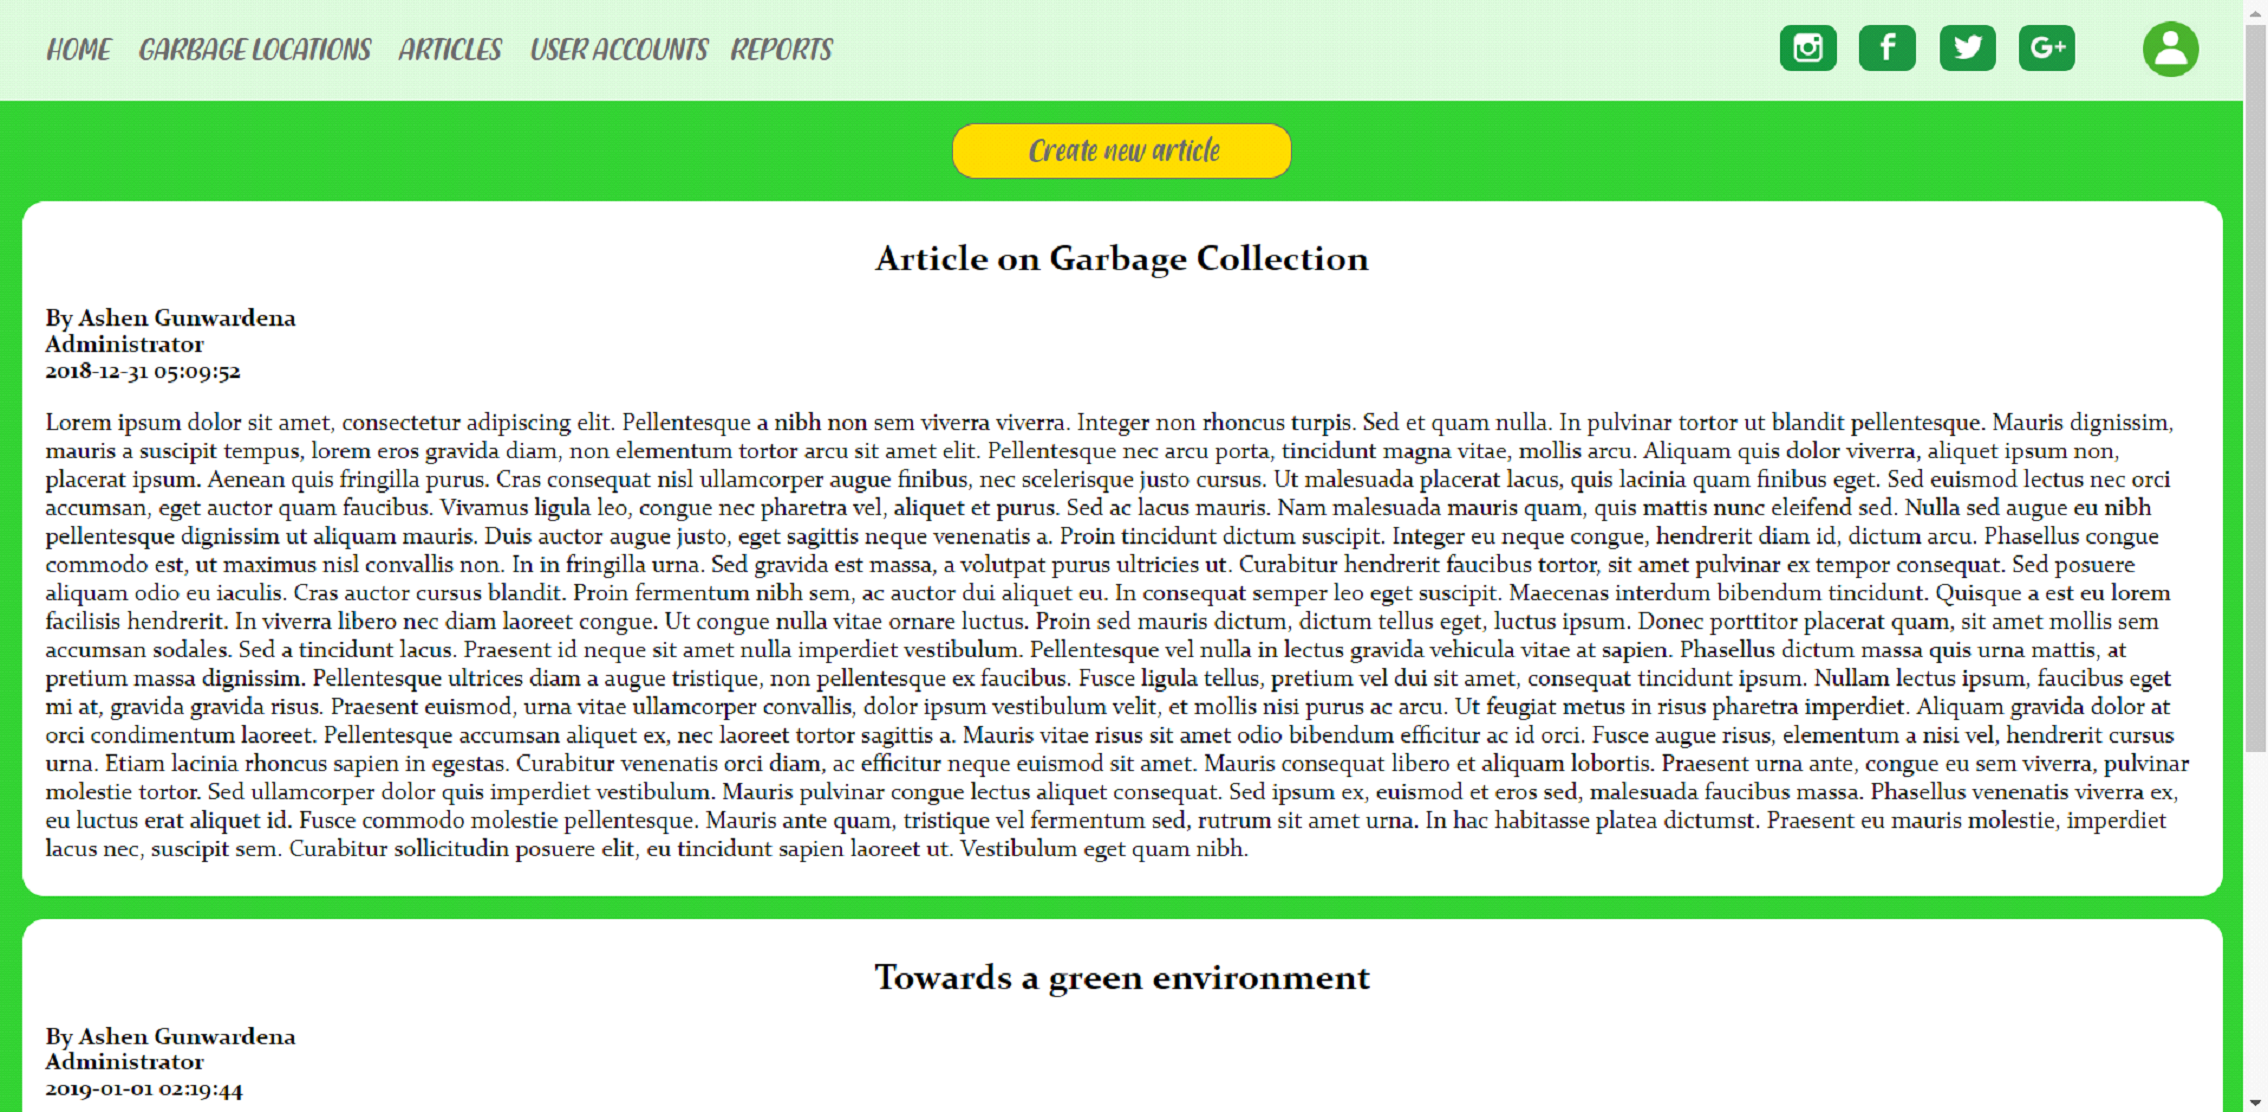 HOME GARBAGE LOCATIONS ARTICLES USER ACCOUNTS REPORTS
f G+
Create new article
Article on Garbage Collection
By Ashen Gunwardena
Administrator
2018-12-31 05:09:52
Lorem ipsum dolor sit amet, consectetur adipiscing elit. Pellentesque a nibh non sem viverra viverra. Integer non rhoncus turpis. Sed et quam nulla. In pulvinar tortor ut blandit pellentesque. Mauris dignissim,
mauris a suscipit tempus, lorem eros gravida diam, non elementum tortor arcu sit amet elit. Pellentesque nec arcu porta, tincidunt magna vitae, mollis arcu. Aliquam quis dolor viverra, aliquet ipsum non,
placerat ipsum. Aenean quis fringilla purus. Cras consequat nisl ullamcorper augue finibus, nec scelerisque justo cursus. Ut malesuada placerat lacus, quis lacinia quam finibus eget. Sed euismod lectus nec orci
accumsan, eget auctor quam faucibus. Vivamus ligula leo, congue nec pharetra vel, aliquet et purus. Sed ac lacus mauris. Nam malesuada mauris quam, quis mattis nunc eleifend sed. Nulla sed augue eu nibh
pellentesque dignissim ut aliquam mauris. Duis auctor augue justo, eget sagittis neque venenatis a. Proin tincidunt dictum suscipit. Integer eu neque congue, hendrerit diam id, dictum arcu. Phasellus congue
commodo est, ut maximus nisl convallis non. In in fringilla urna. Sed gravida est massa, a volutpat purus ultricies ut. Curabitur hendrerit faucibus tortor, sit amet pulvinar ex tempor consequat. Sed posuere
aliquam odio eu iaculis. Cras auctor cursus blandit. Proin fermentum nibh sem, ac auctor dui aliquet eu. In consequat semper leo eget suscipit. Maecenas interdum bibendum tincidunt. Quisque a est eu lorem
facilisis hendrerit. In viverra libero nec diam laoreet congue. Ut congue nulla vitae ornare luctus. Proin sed mauris dictum, dictum tellus eget, luctus ipsum. Donec porttitor placerat quam, sit amet mollis sem
accumsan sodales. Sed a tincidunt lacus. Praesent id neque sit amet nulla imperdiet vestibulum. Pellentesque vel nulla in lectus gravida vehicula vitae at sapien. Phasellus dictum massa quis urna mattis, at
pretium massa dignissim. Pellentesque ultrices diam a augue tristique, non pellentesque ex faucibus. Fusce ligula tellus, pretium vel dui sit amet, consequat tincidunt ipsum. Nullam lectus ipsum, faucibus eget
mi at, gravida gravida risus. Praesent euismod, urna vitae ullamcorper convallis, dolor ipsum vestibulum velit, et mollis nisi purus ac arcu. Ut feugiat metus in risus pharetra imperdiet. Aliquam gravida dolor at
orci condimentum laoreet. Pellentesque accumsan aliquet ex, nec laoreet tortor sagittis a. Mauris vitae risus sit amet odio bibendum efficitur ac id orci. Fusce augue risus, elementum a nisi vel, hendrerit cursus
urna. Etiam lacinia rhoncus sapien in egestas. Curabitur venenatis orci diam, ac efficitur neque euismod sit amet. Mauris consequat libero et aliquam lobortis. Praesent urna ante, congue eu sem viverra, pulvinar
molestie tortor. Sed ullamcorper dolor quis imperdiet vestibulum. Mauris pulvinar congue lectus aliquet consequat. Sed ipsum ex, euismod et eros sed, malesuada faucibus massa. Phasellus venenatis viverra ex,
eu luctus erat aliquet id. Fusce commodo molestie pellentesque. Mauris ante quam, tristique vel fermentum sed, rutrum sit amet urna. In hac habitasse platea dictumst. Praesent eu mauris molestie, imperdiet
lacus nec, suscipit sem. Curabitur sollicitudin posuere elit, eu tincidunt sapien laoreet ut. Vestibulum eget quam nibh.
Towards a green environment
By Ashen Gunwardena
Administrator
2019-01-01 02:19:44